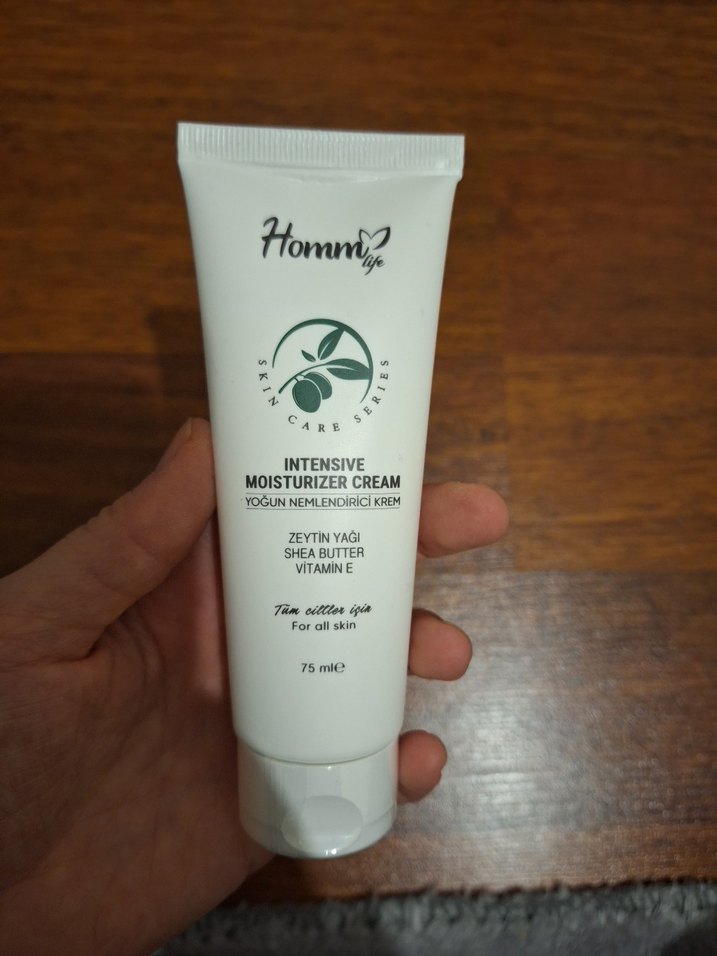 Homm
life
SKIN CARE SERIES
INTENSIVE
MOISTURIZER CREAM
YOĞUN NEMLENDİRİCİ KREM
ZEYTİN YAĞI
SHEA BUTTER
VİTAMİN E
Tüm ciltler için
For all skin
75 ml℮